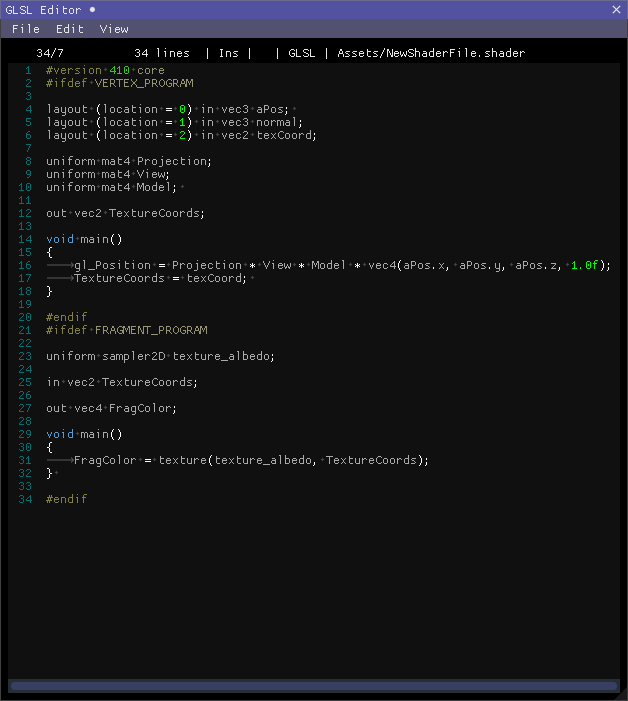 GLSL Editor
File Edit View
34/7 34 lines | Ins | | GLSL | Assets/NewShaderFile.shader
1 #version 410 core
2 #ifdef VERTEX_PROGRAM
3
4 layout (location = 0) in vec3 aPos;
5 layout (location = 1) in vec3 normal;
6 layout (location = 2) in vec2 texCoord;
7
8 uniform mat4 Projection;
9 uniform mat4 View;
10 uniform mat4 Model;
11
12 out vec2 TextureCoords;
13
14 void main()
15 {
16 gl_Position = Projection * View * Model * vec4(aPos.x, aPos.y, aPos.z, 1.0f);
17 TextureCoords = texCoord;
18 }
19
20 #endif
21 #ifdef FRAGMENT_PROGRAM
22
23 uniform sampler2D texture_albedo;
24
25 in vec2 TextureCoords;
26
27 out vec4 FragColor;
28
29 void main()
30 {
31 FragColor = texture(texture_albedo, TextureCoords);
32 }
33
34 #endif